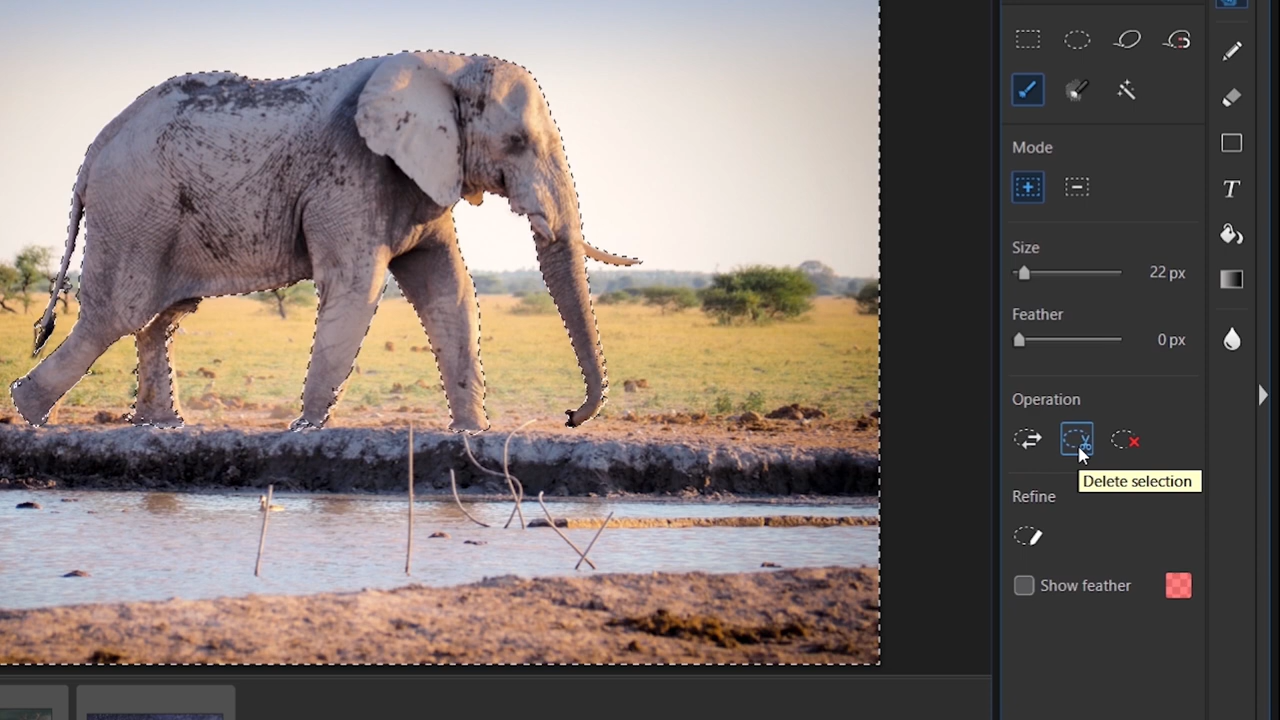 Mode
Size
22 px
Feather
0 px
Operation
Delete selection
Refine
Show feather
T